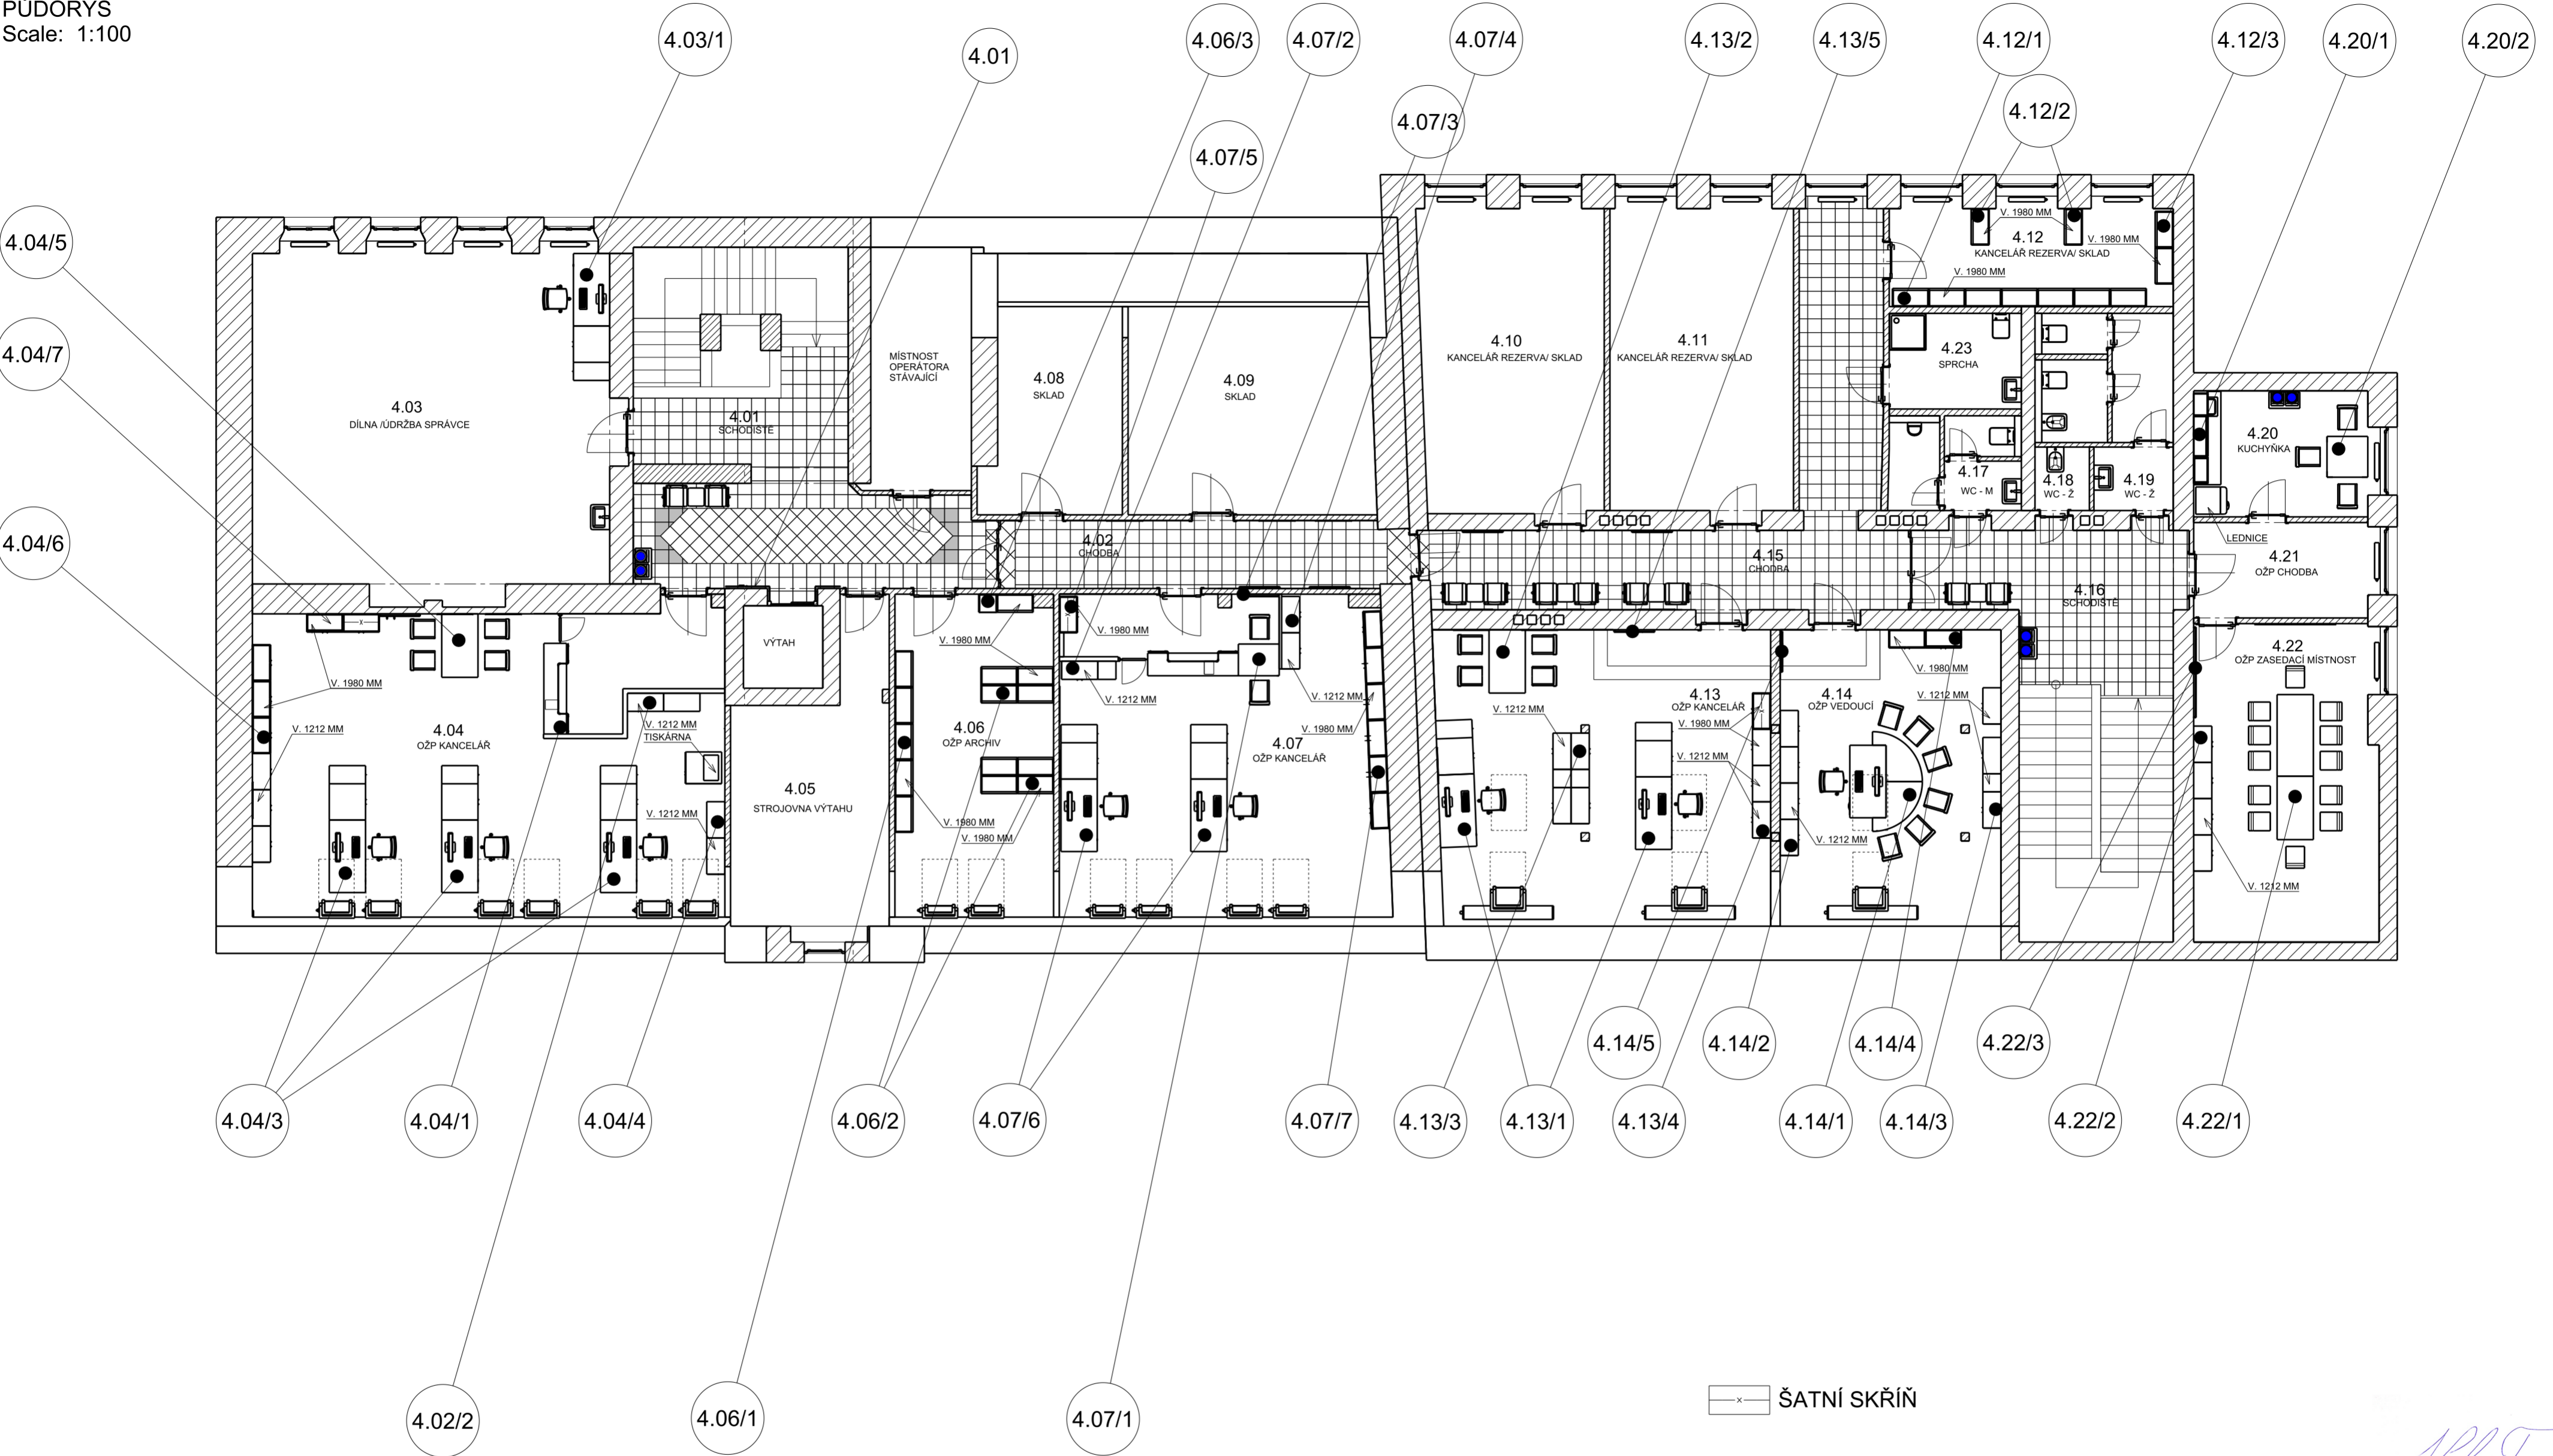 PŮDORYS
Scale: 1:100
4.03/1
4.01
4.06/3
4.07/2
4.07/4
4.13/2
4.13/5
4.12/1
4.12/3
4.20/1
4.20/2
4.07/3
4.12/2
4.07/5
4.04/5
4.04/7
4.04/6
V. 1980 MM
4.12
KANCELÁŘ REZERVA/ SKLAD
V. 1980 MM
V. 1980 MM
4.10
KANCELÁŘ REZERVA/ SKLAD
4.11
KANCELÁŘ REZERVA/ SKLAD
4.23
SPRCHA
MÍSTNOST
OPERÁTORA
STÁVAJÍCÍ
4.08
SKLAD
4.09
SKLAD
4.03
DÍLNA /ÚDRŽBA SPRÁVCE
4.01
SCHODIŠTĚ
4.20
KUCHYŇKA
4.17
WC - M
4.18
WC - Ž
4.19
WC - Ž
LEDNICE
4.02
CHODBA
4.15
CHODBA
4.21
OŽP CHODBA
4.16
SCHODIŠTĚ
VÝTAH
V. 1980 MM
V. 1980 MM
V. 1980 MM
V. 1212 MM
V. 1212 MM
V. 1980 MM
4.22
OŽP ZASEDACÍ MÍSTNOST
V. 1980 MM
V. 1212 MM
4.04
OŽP KANCELÁŘ
V. 1212 MM
TISKÁRNA
4.06
OŽP ARCHIV
4.07
OŽP KANCELÁŘ
V. 1980 MM
V. 1212 MM
4.13
OŽP KANCELÁŘ
V. 1980 MM
V. 1212 MM
4.14
OŽP VEDOUCÍ
V. 1212 MM
4.05
STROJOVNA VÝTAHU
V. 1212 MM
V. 1980 MM
V. 1980 MM
V. 1212 MM
V. 1212 MM
4.14/5
4.14/2
4.14/4
4.22/3
4.04/3
4.04/1
4.04/4
4.06/2
4.07/6
4.07/7
4.13/3
4.13/1
4.13/4
4.14/1
4.14/3
4.22/2
4.22/1
4.02/2
4.06/1
4.07/1
ŠATNÍ SKŘÍŇ